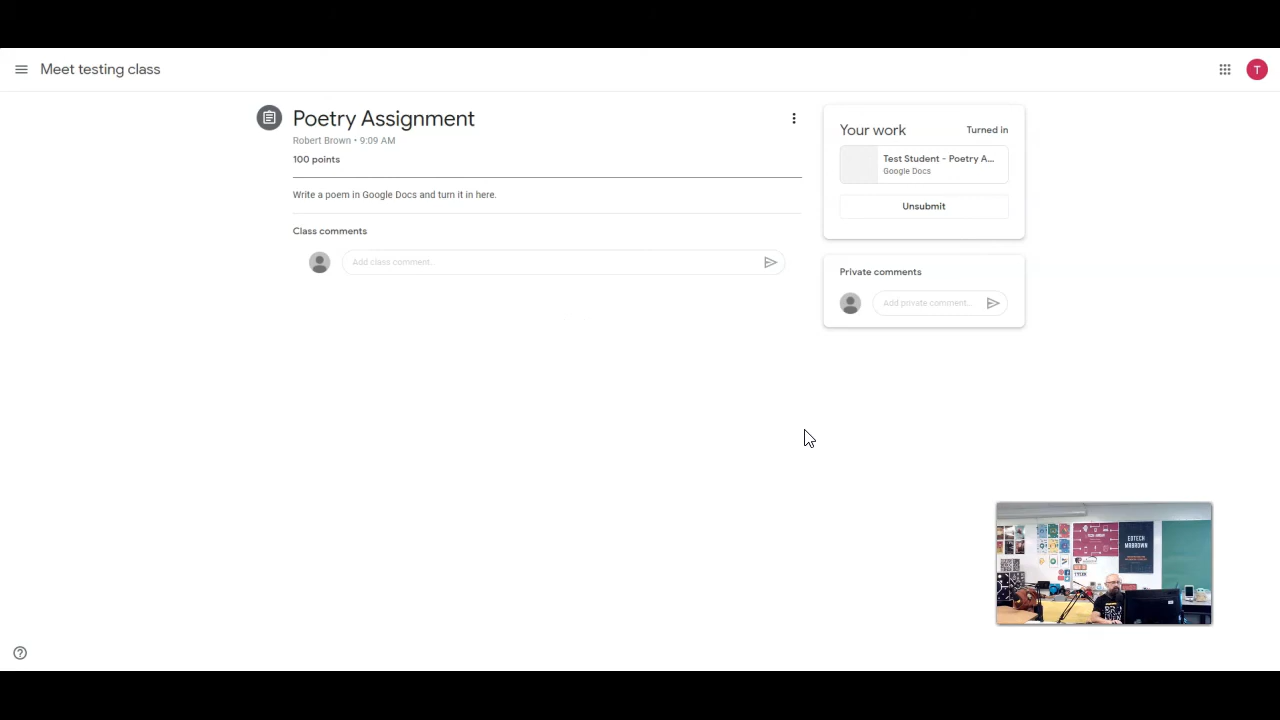 Meet testing class
T
Poetry Assignment
Robert Brown • 9:09 AM
100 points
Write a poem in Google Docs and turn it in here.
Class comments
Add class comment...
Your work
Turned in
Test Student - Poetry A...
Google Docs
Unsubmit
Private comments
Add private comment...
EDTECH
MRBROWN